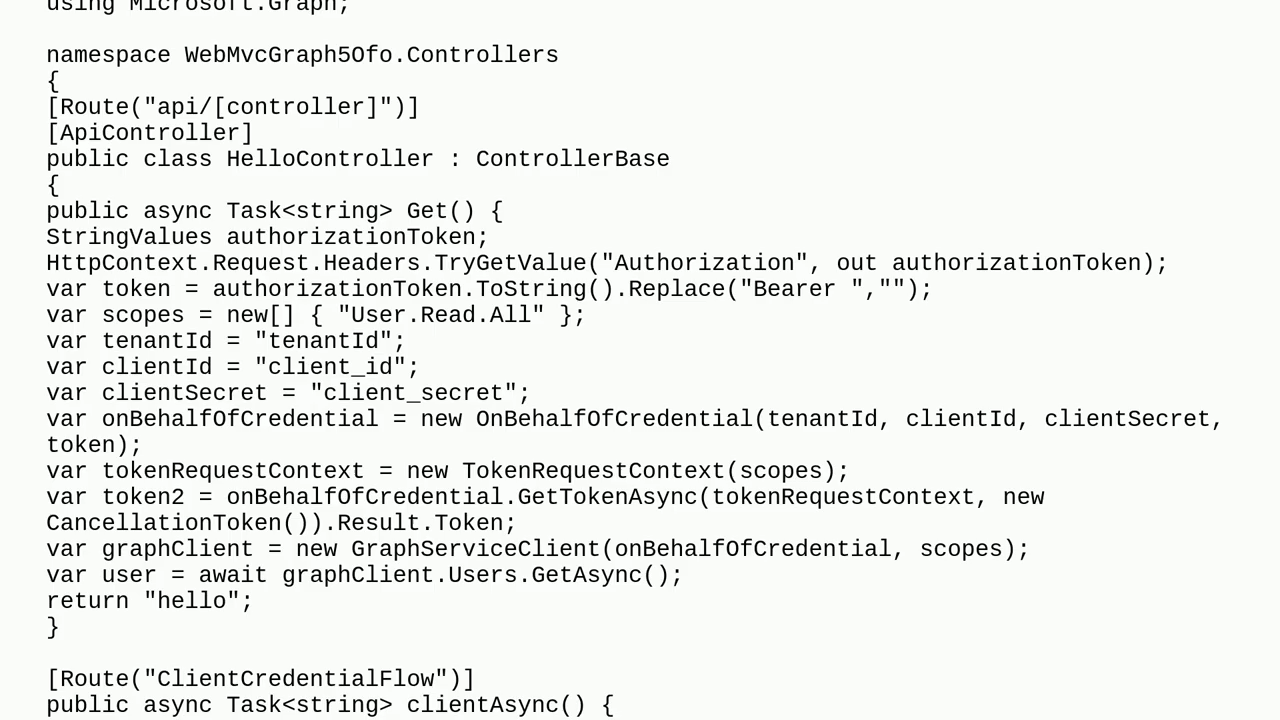 using Microsoft.Graph;
namespace WebMvcGraph5Ofo.Controllers
{
[Route("api/[controller]")]
[ApiController]
public class HelloController : ControllerBase
{
public async Task<string> Get() {
StringValues authorizationToken;
HttpContext.Request.Headers.TryGetValue("Authorization", out authorizationToken);
var token = authorizationToken.ToString().Replace("Bearer ","");
var scopes = new[] { "User.Read.All" };
var tenantId = "tenantId";
var clientId = "client_id";
var clientSecret = "client_secret";
var onBehalfOfCredential = new OnBehalfOfCredential(tenantId, clientId, clientSecret,
token);
var tokenRequestContext = new TokenRequestContext(scopes);
var token2 = onBehalfOfCredential.GetTokenAsync(tokenRequestContext, new
CancellationToken()).Result.Token;
var graphClient = new GraphServiceClient(onBehalfOfCredential, scopes);
var user = await graphClient.Users.GetAsync();
return "hello";
}
[Route("ClientCredentialFlow")]
public async Task<string> clientAsync() {